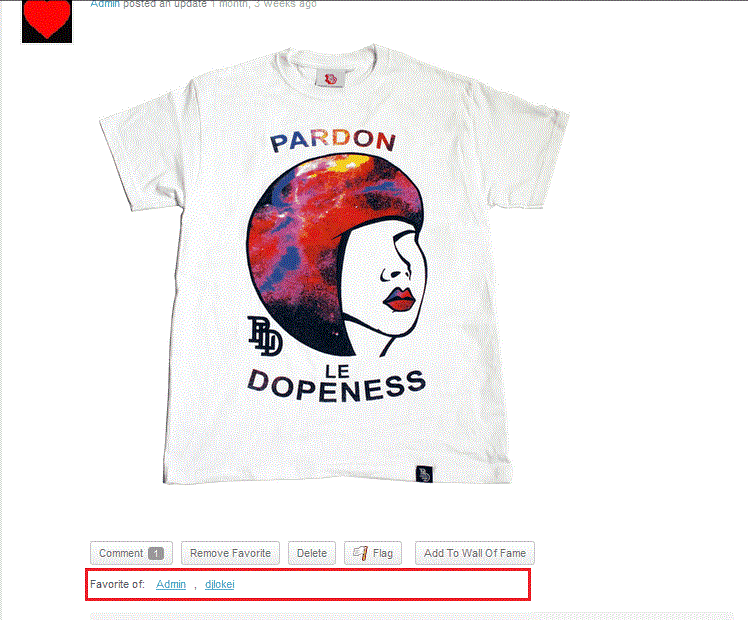 Admin posted an update 1 month, 3 weeks ago
PARDON
PLD
LE
DOPENESS
Comment 1
Remove Favorite
Delete
Flag
Add To Wall Of Fame
Favorite of: Admin , djlokei